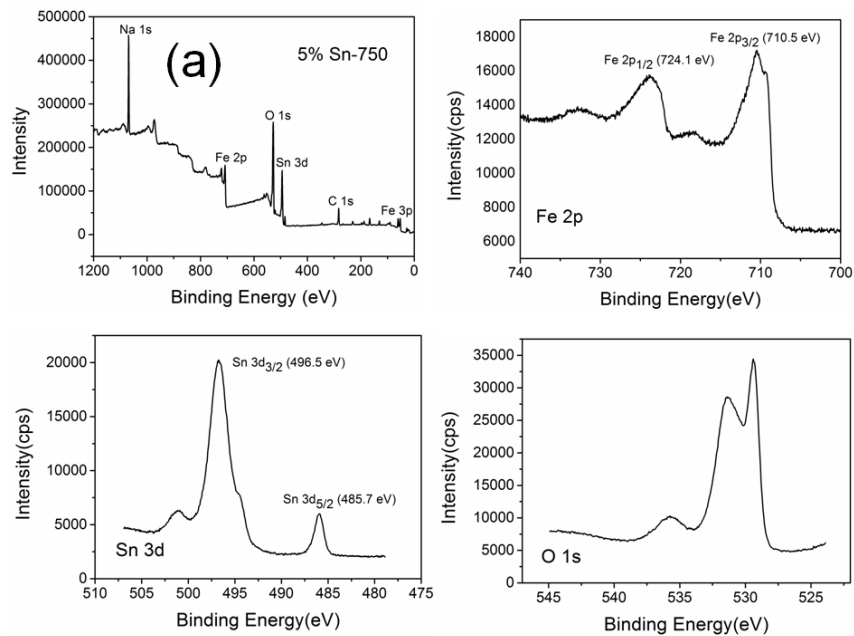 500000
Na 1s
(a)
5% Sn-750
400000
O 1s
300000
Sn 3d
Fe 2p
200000
C 1s
100000
Fe 3p
0
Intensity
1200 1000 800 600 400 200 0
Binding Energy (eV)
18000
Fe 2p3/2 (710.5 eV)
Fe 2p1/2 (724.1 eV)
16000
14000
12000
10000
8000
Fe 2p
6000
Intensity(cps)
740 730 720 710 700
Binding Energy(eV)
20000
Sn 3d3/2 (496.5 eV)
15000
10000
Sn 3d5/2 (485.7 eV)
5000
Sn 3d
0
Intensity(cps)
510 505 500 495 490 485 480 475
Binding Energy(eV)
35000
30000
25000
20000
15000
10000
5000
O 1s
0
Intensity(cps)
545 540 535 530 525
Binding Energy(eV)